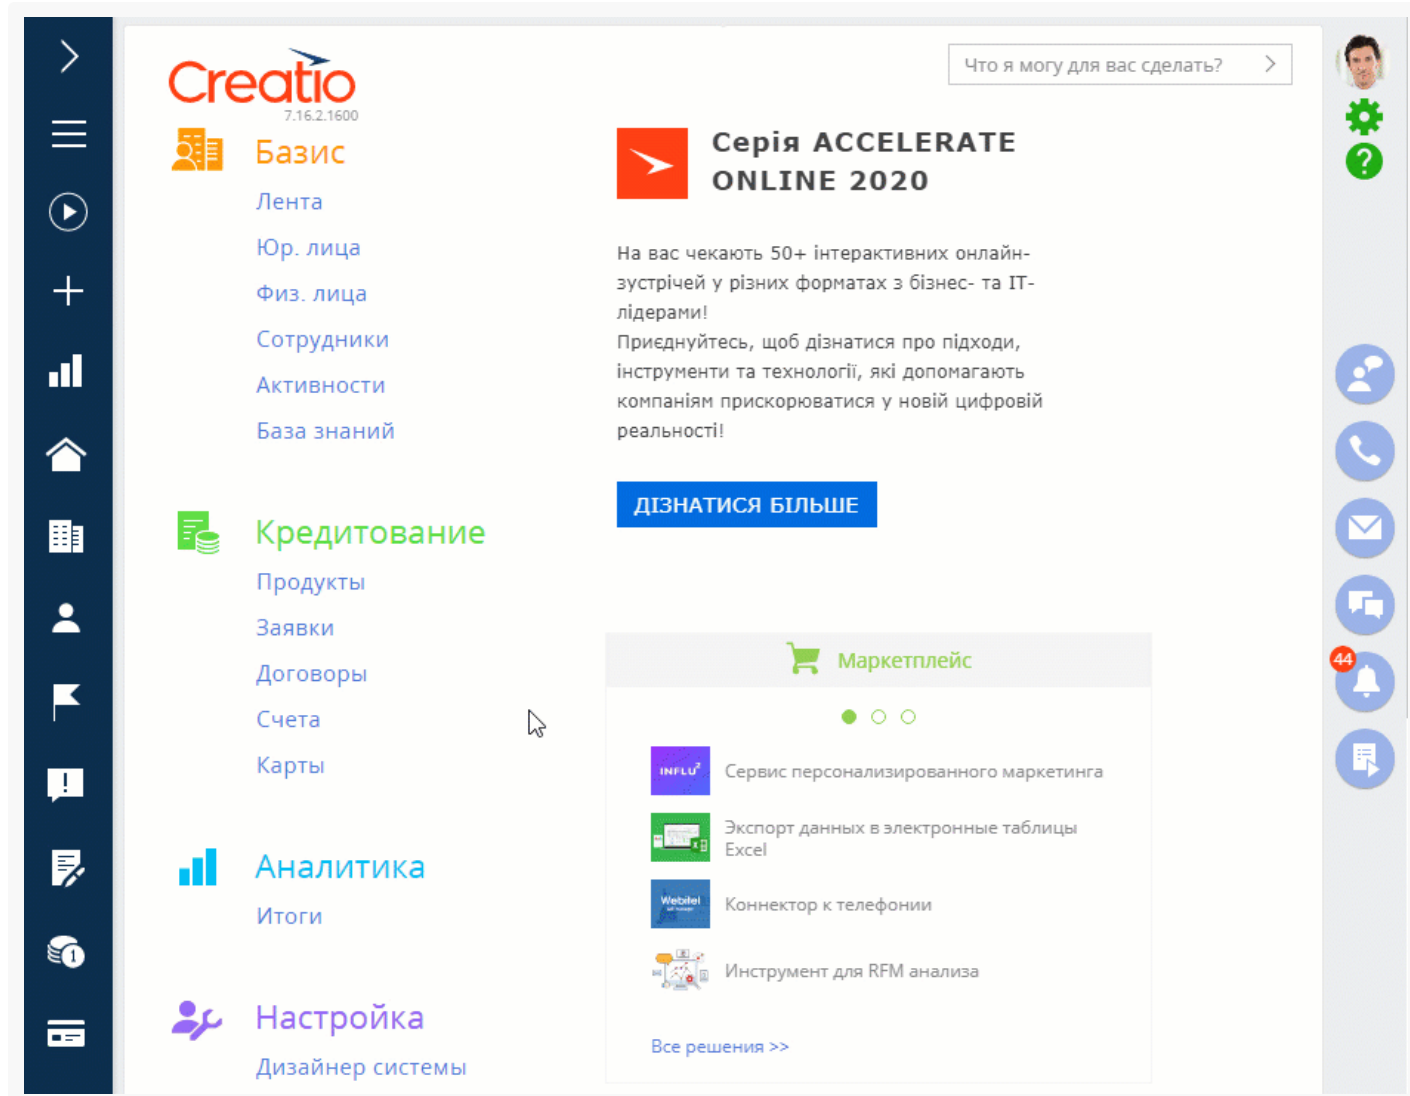 Creatio
7.16.2.1600
Что я могу для вас сделать?
Базис
Лента
Юр. лица
Физ. лица
Сотрудники
Активности
База знаний
Кредитование
Продукты
Заявки
Договоры
Счета
Карты
Аналитика
Итоги
Настройка
Дизайнер системы
Серія ACCELERATE
ONLINE 2020
На вас чекають 50+ інтерактивних онлайн-
зустрічей у різних форматах з бізнес- та IT-
лідерами!
Приєднуйтесь, щоб дізнатися про підходи,
інструменти та технології, які допомагають
компаніям прискорюватися у новій цифровій
реальності!
ДІЗНАТИСЯ БІЛЬШЕ
Маркетплейс
INFLU2
Сервис персонализированного маркетинга
Экспорт данных в электронные таблицы
Excel
Webitel
Коннектор к телефонии
Инструмент для RFM анализа
Все решения >>
44
1